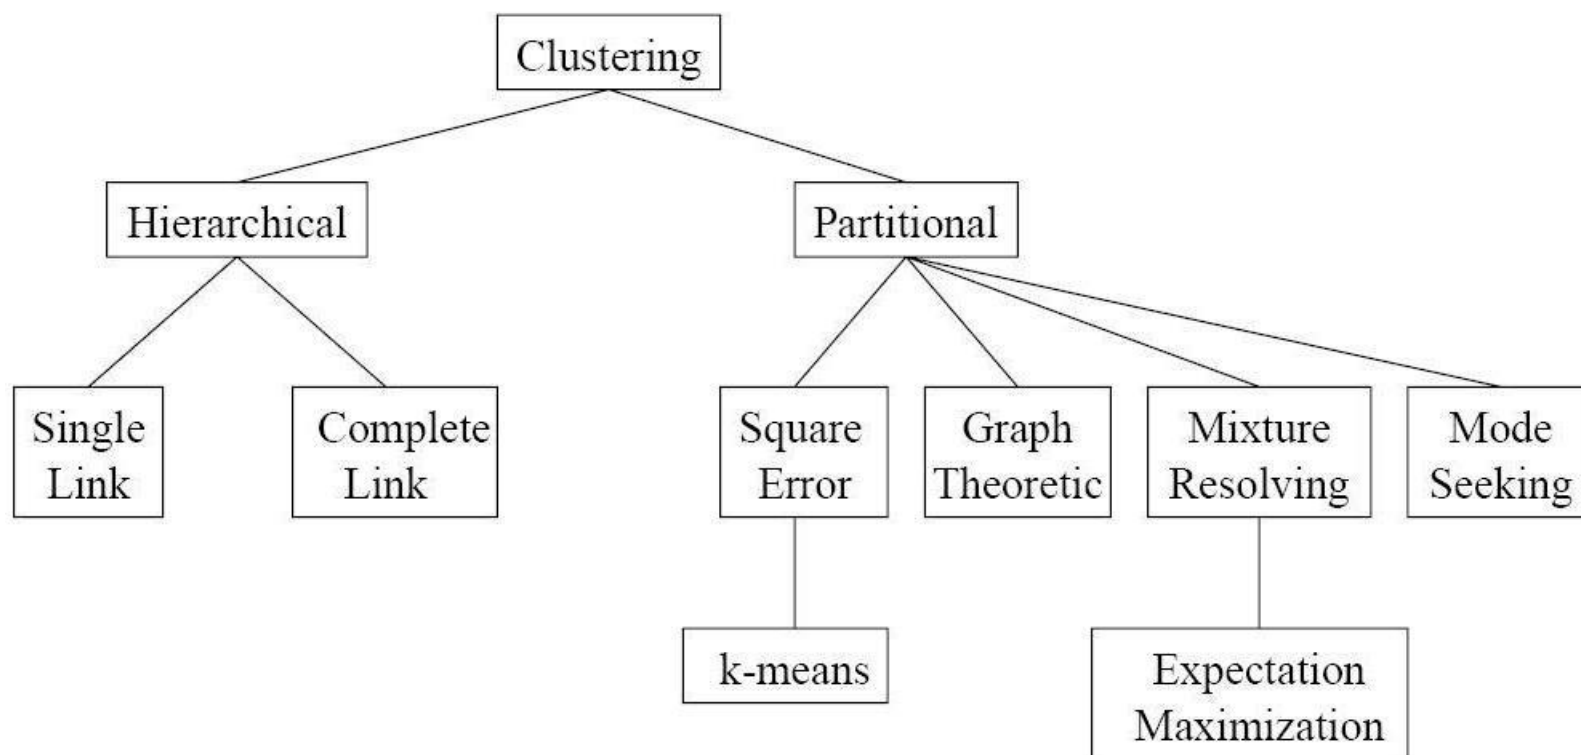 Clustering
Hierarchical
Partitional
Single
Link
Complete
Link
Square
Error
Graph
Theoretic
Mixture
Resolving
Mode
Seeking
k-means
Expectation
Maximization